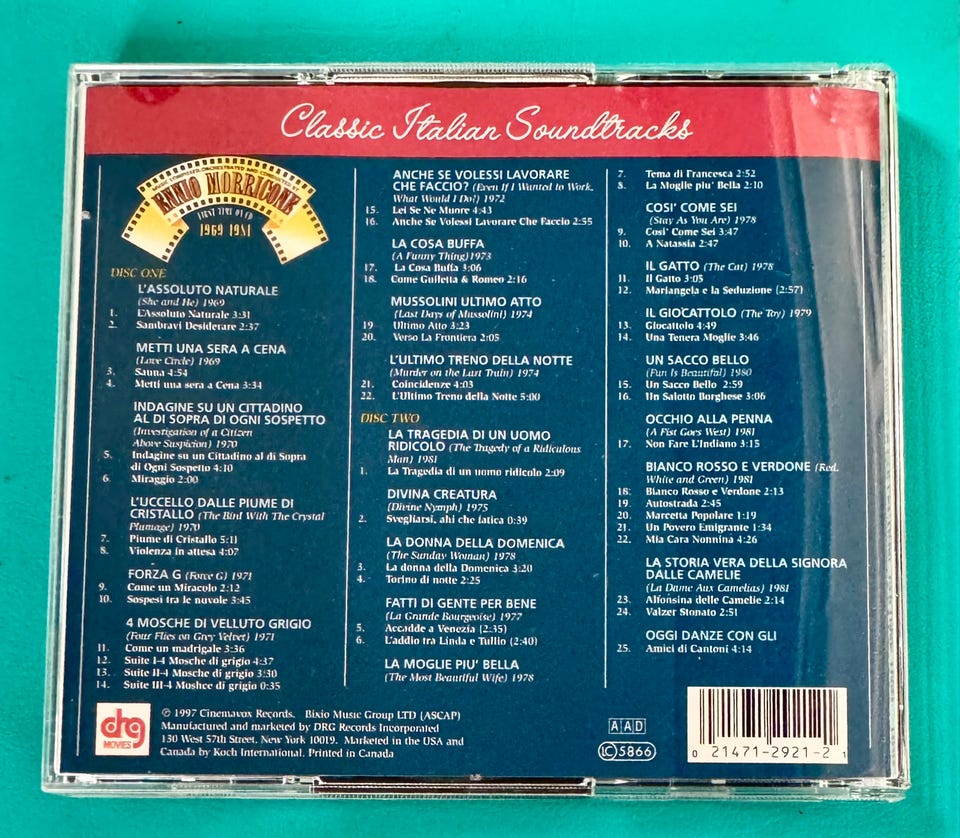 Classic Italian Soundtracks
MUSIC COMPOSED, ORCHESTRATED AND CONDUCTED BY
ENNIO MORRICONE
FIRST TIME ON CD
1969 1981
DISC ONE
L'ASSOLUTO NATURALE
(She and He) 1969
1. L'Assoluto Naturale 3:31
2. Sambravi Desiderare 2:37
METTI UNA SERA A CENA
(Love Circle) 1969
3. Sauna 4:54
4. Metti una sera a Cena 3:34
INDAGINE SU UN CITTADINO
AL DI SOPRA DI OGNI SOSPETTO
(Investigation of a Citizen
Above Suspicion) 1970
5. Indagine su un Cittadino al di Sopra
di Ogni Sospetto 4:10
6. Miraggio 2:00
L'UCCELLO DALLE PIUME DI
CRISTALLO (The Bird With The Crystal
Plumage) 1970
7. Piume di Cristallo 5:11
8. Violenza in attesa 4:07
FORZA G (Force G) 1971
9. Come un Miracolo 2:12
10. Sospesi tra le nuvole 3:45
4 MOSCHE DI VELLUTO GRIGIO
(Four Flies on Grey Velvet) 1971
11. Come un madrigale 3:36
12. Suite I-4 Mosche di grigio 4:37
13. Suite II-4 Mosche di grigio 3:30
14. Suite III-4 Moshce di grigio 0:35
ANCHE SE VOLESSI LAVORARE
CHE FACCIO? (Even If I Wanted to Work,
What Would I Do?) 1972
15. Lei Se Ne Muore 4:43
16. Anche Se Volessi Lavorare Che Faccio 2:55
LA COSA BUFFA
(A Funny Thing)1973
17. La Cosa Buffa 3:06
18. Come Guiletta & Romeo 2:16
MUSSOLINI ULTIMO ATTO
(Last Days of Mussolini) 1974
19 Ultimo Atto 3:23
20. Verso La Frontiera 2:05
L'ULTIMO TRENO DELLA NOTTE
(Murder on the Last Train) 1974
21. Coincidenze 4:03
22. L'Ultimo Treno della Notte 5:00
DISC TWO
LA TRAGEDIA DI UN UOMO
RIDICOLO (The Tragedy of a Ridiculous
Man) 1981
1. La Tragedia di un uomo ridicolo 2:09
DIVINA CREATURA
(Divine Nymph) 1975
2. Svegliarsi, ahi che fatica 0:39
LA DONNA DELLA DOMENICA
(The Sunday Woman) 1978
3. La donna della Domenica 3:20
4. Torino di notte 2:25
FATTI DI GENTE PER BENE
(La Grande Bourgeoise) 1977
5. Accadde a Venezia (2:35)
6. L'addio tra Linda e Tullio (2:40)
LA MOGLIE PIU' BELLA
(The Most Beautiful Wife) 1978
7. Tema di Francesca 2:52
8. La Moglie piu' Bella 2:10
COSI' COME SEI
(Stay As You Are) 1978
9. Cosi' Come Sei 3:47
10. A Natassia 2:47
IL GATTO (The Cat) 1978
11. Il Gatto 3:05
12. Mariangela e la Seduzione (2:57)
IL GIOCATTOLO (The Toy) 1979
13. Giocattolo 4:49
14. Una Tenera Moglie 3:46
UN SACCO BELLO
(Fun Is Beautiful) 1980
15. Un Sacco Bello 2:59
16. Un Salotto Borghese 3:06
OCCHIO ALLA PENNA
(A Fist Goes West) 1981
17. Non Fare L'Indiano 3:15
BIANCO ROSSO E VERDONE (Red,
White and Green) 1981
18. Bianco Rosso e Verdone 2:13
19. Autostrada 2:45
20. Marcetta Popolare 1:19
21. Un Povero Emigrante 1:34
22. Mia Cara Nonnina 4:26
LA STORIA VERA DELLA SIGNORA
DALLE CAMELIE
(La Dame Aux Camelias) 1981
23. Alfonsina delle Camelie 2:14
24. Valzer Stonato 2:51
OGGI DANZE CON GLI
25. Amici di Cantoni 4:14
drg
MOVIES
℗ 1997 Cinemavox Records. Bixio Music Group LTD (ASCAP)
Manufactured and marketed by DRG Records Incorporated
130 West 57th Street, New York 10019. Marketed in the USA and
Canada by Koch International. Printed in Canada
AAD
LC 5866
0 21471-2921-2 1